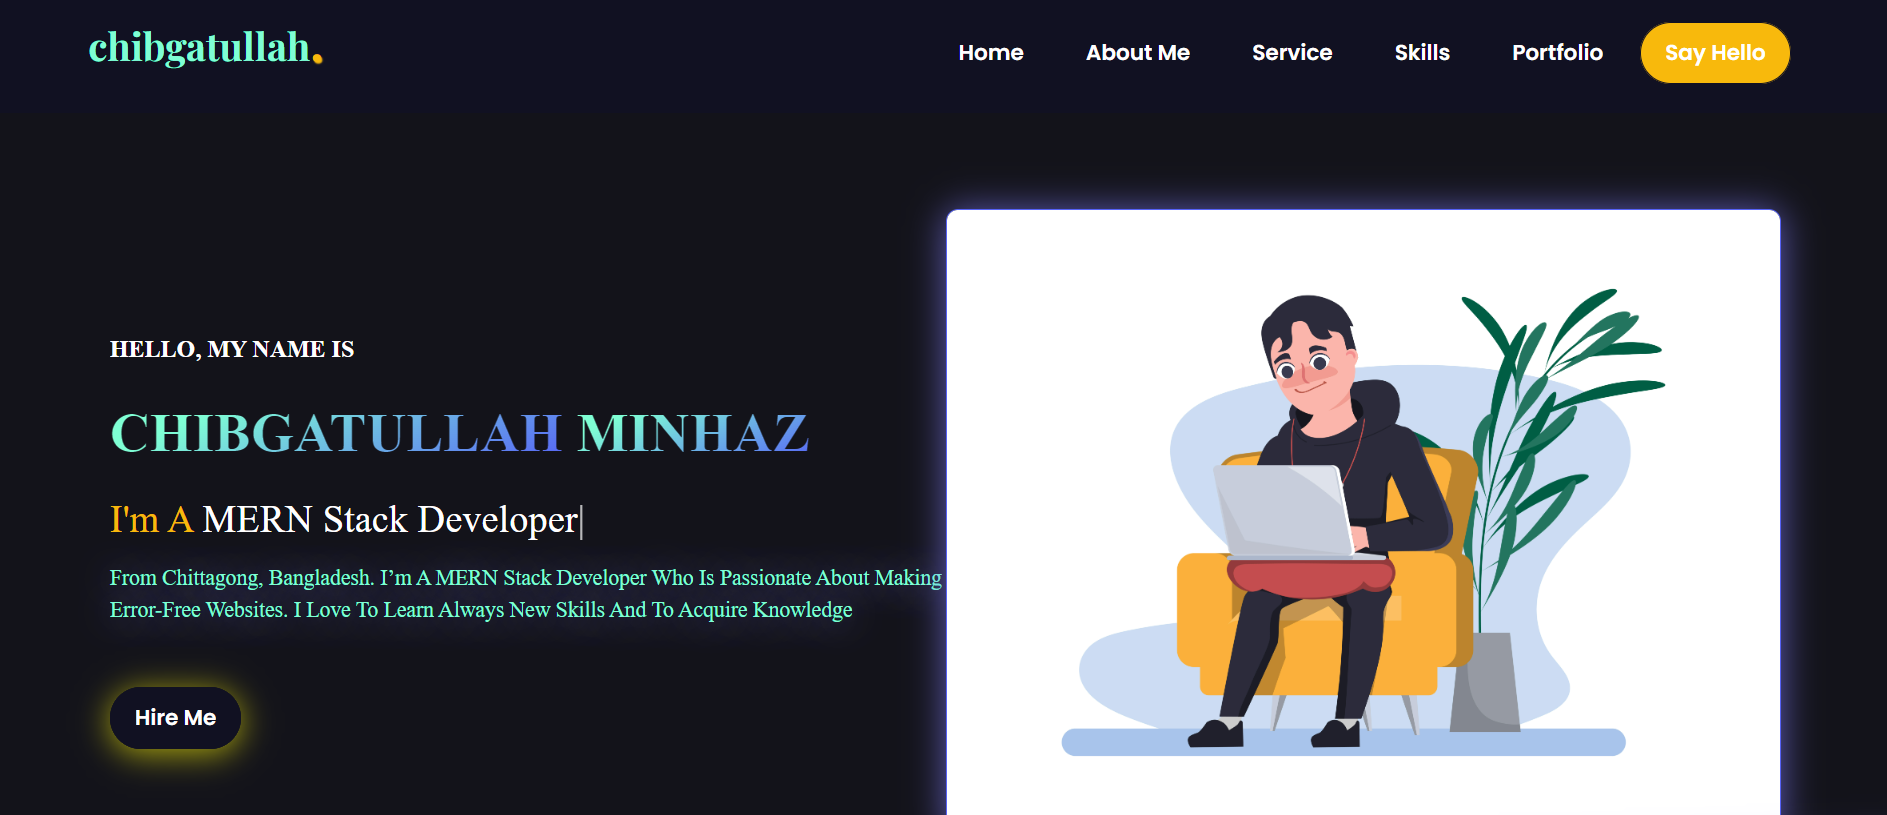 chibgatullah.
Home About Me Service Skills Portfolio Say Hello
HELLO, MY NAME IS
CHIBGATULLAH MINHAZ
I'm A MERN Stack Developer|
From Chittagong, Bangladesh. I’m A MERN Stack Developer Who Is Passionate About Making
Error-Free Websites. I Love To Learn Always New Skills And To Acquire Knowledge
Hire Me